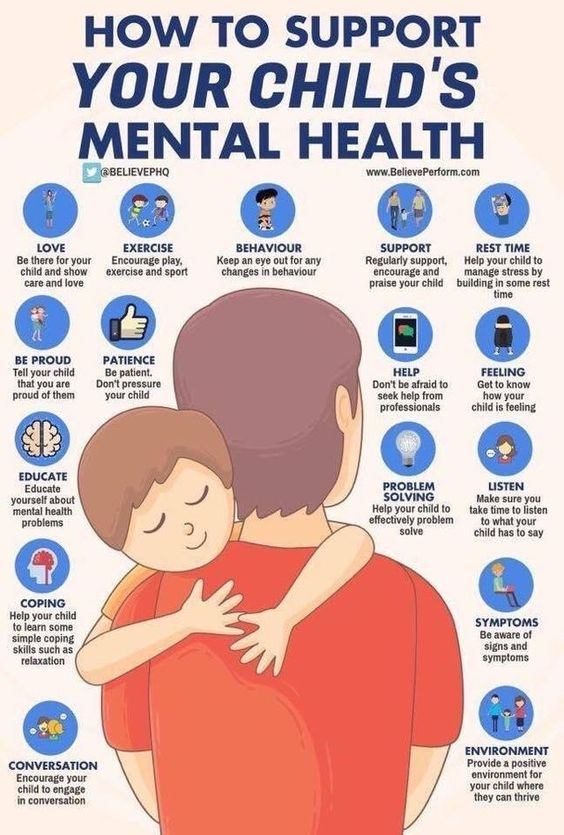 HOW TO SUPPORT
YOUR CHILD'S
MENTAL HEALTH
@BELIEVEPHQ
www.BelievePerform.com
LOVE
Be there for your
child and show
care and love
EXERCISE
Encourage play,
exercise and sport
BEHAVIOUR
Keep an eye out for any
changes in behaviour
SUPPORT
Regularly support,
encourage and
praise your child
REST TIME
Help your child to
manage stress by
building in some rest
time
BE PROUD
Tell your child
that you are
proud of them
PATIENCE
Be patient.
Don't pressure
your child
HELP
Don't be afraid to
seek help from
professionals
FEELING
Get to know
how your
child is feeling
EDUCATE
Educate
yourself about
mental health
problems
PROBLEM
SOLVING
Help your child to
effectively problem
solve
LISTEN
Make sure you
take time to listen
to what your
child has to say
COPING
Help your child
to learn some
simple coping
skills such as
relaxation
SYMPTOMS
Be aware of
signs and
symptoms
CONVERSATION
Encourage your
child to engage
in conversation
ENVIRONMENT
Provide a positive
environment for
your child where
they can thrive